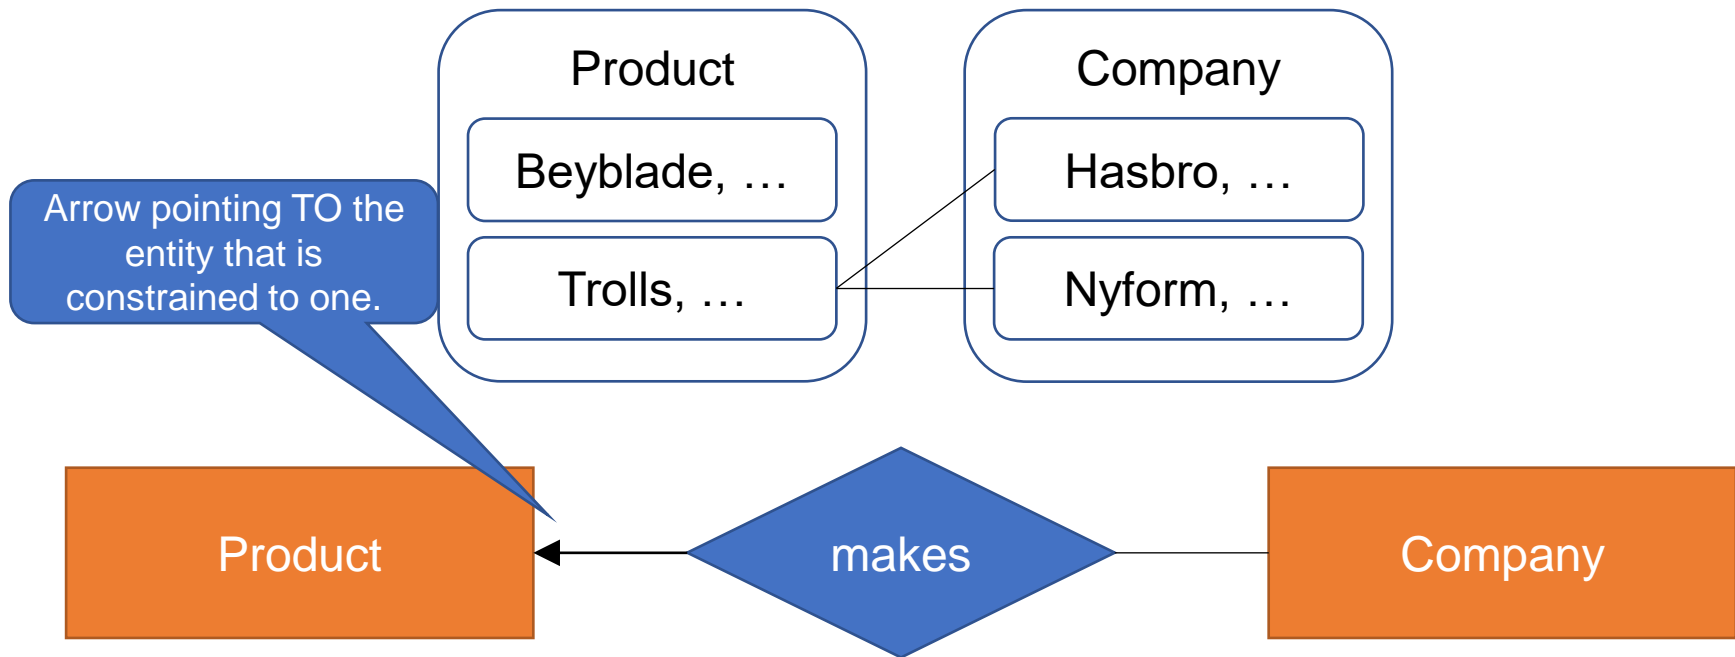 Product
Company
Beyblade, …
Hasbro, …
Arrow pointing TO the
entity that is
constrained to one.
Trolls, …
Nyform, …
Product
makes
Company